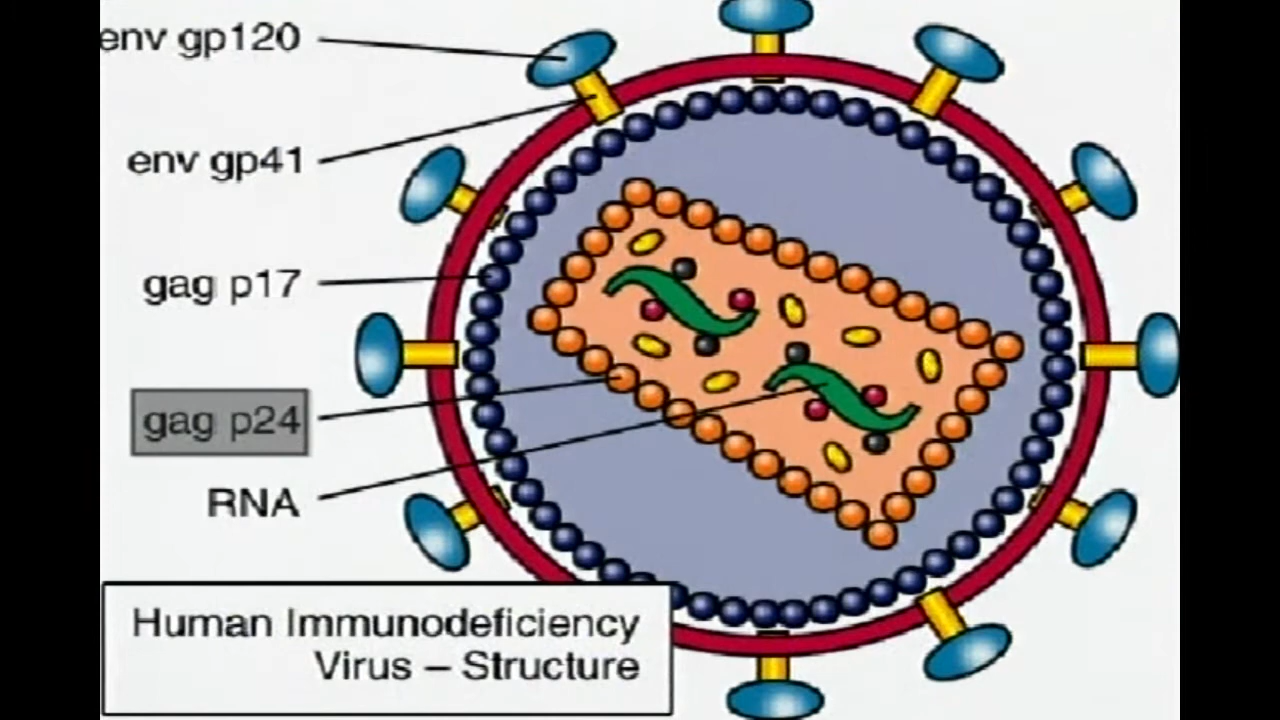 env gp120
env gp41
gag p17
gag p24
RNA
Human Immunodeficiency
Virus – Structure